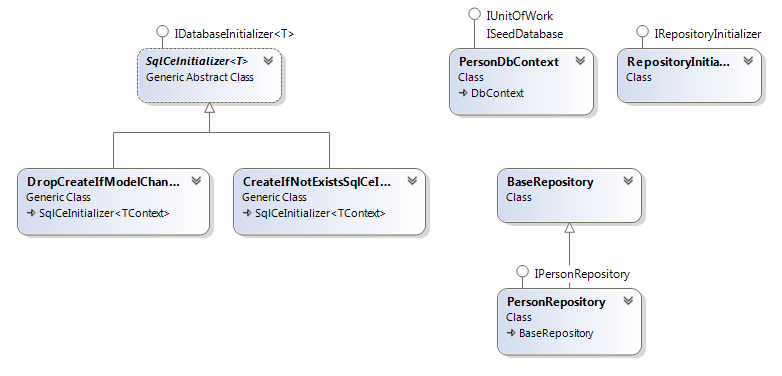 IDatabaseInitializer<T>
SqlCeInitializer<T>
Generic Abstract Class
IUnitOfWork
ISeedDatabase
PersonDbContext
Class
DbContext
IRepositoryInitializer
RepositoryInitia...
Class
DropCreateIfModelChan...
Generic Class
SqlCeInitializer<TContext>
CreateIfNotExistsSqlCeI...
Generic Class
SqlCeInitializer<TContext>
BaseRepository
Class
IPersonRepository
PersonRepository
Class
BaseRepository